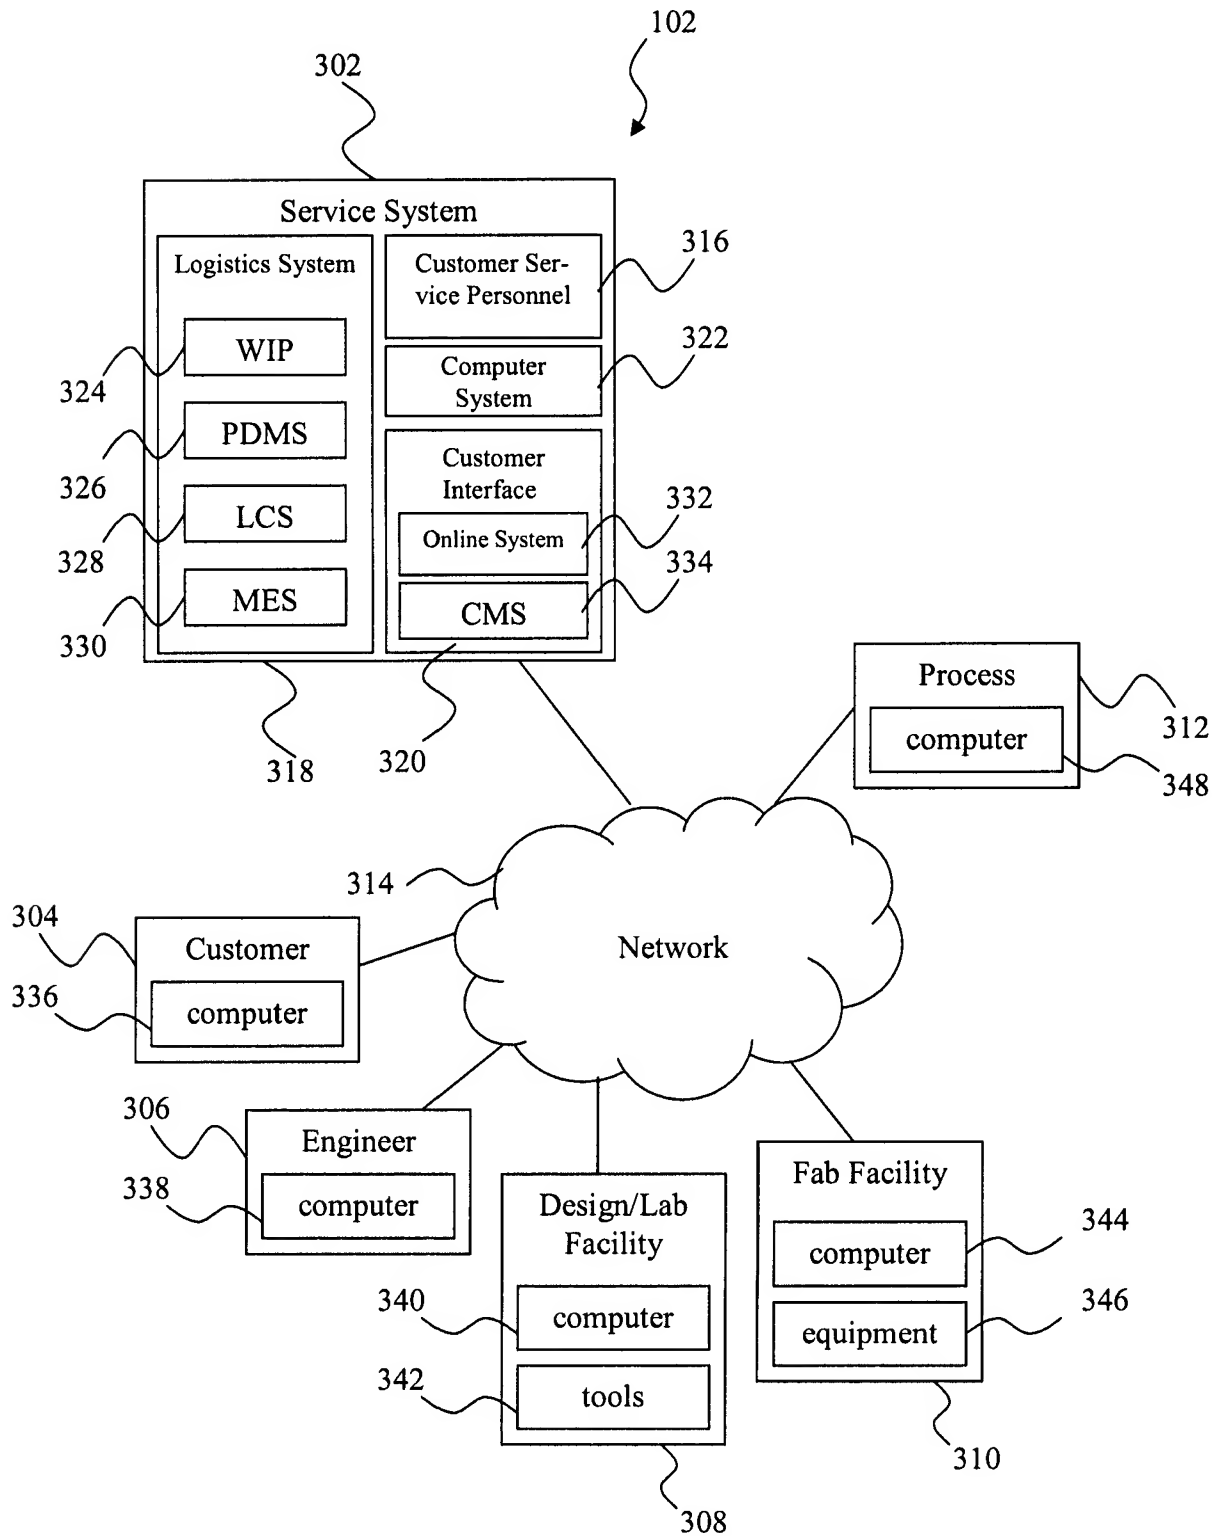 102
302
Service System
Logistics System
Customer Ser-
vice Personnel
316
WIP
324
Computer
System
322
PDMS
326
Customer
Interface
LCS
328
Online System
332
MES
330
CMS
334
318
320
Process
computer
312
348
314
Network
304
Customer
336
computer
306
Engineer
338
computer
Design/Lab
Facility
340
computer
342
tools
308
Fab Facility
computer
344
equipment
346
310